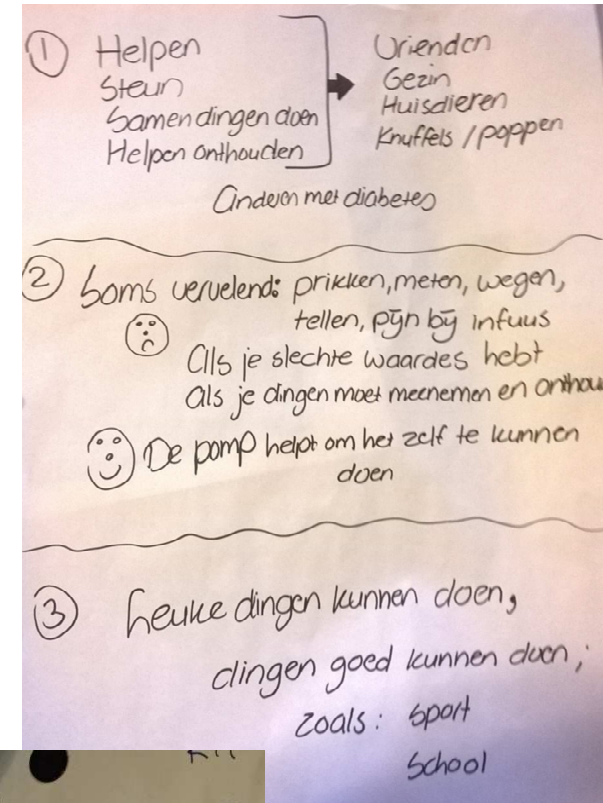 ① Helpen
Steun
Samen dingen doen
Helpen onthouden
Vrienden
Gezin
Huisdieren
Knuffels / poppen
Anderen met diabetes
② Soms vervelend: prikken, meten, wegen,
tellen, pijn bij infuus
Als je slechte waardes hebt
als je dingen moet meenemen en onthou
De pomp helpt om het zelf te kunnen
doen
③ Leuke dingen kunnen doen,
dingen goed kunnen doen,
zoals: sport
School